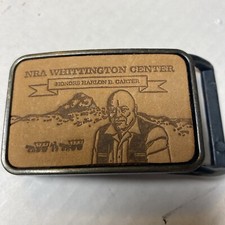 NRA WHITTINGTON CENTER
HONORS HARLON B. CARTER